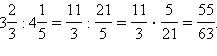 3 2/3 : 4 1/5 = 11/3 : 21/5 = 11/3 · 5/21 = 55/63